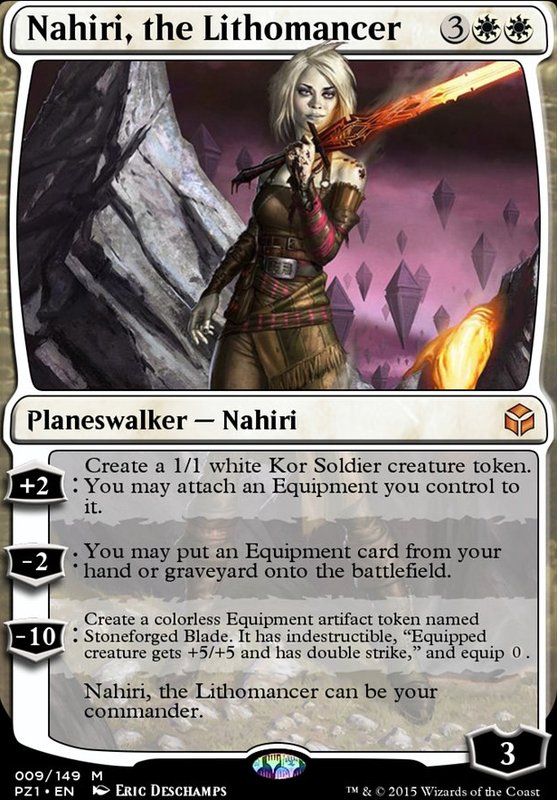 Nahiri, the Lithomancer 3
Planeswalker — Nahiri
+2: Create a 1/1 white Kor Soldier creature token.
You may attach an Equipment you control to
it.
-2: You may put an Equipment card from your
hand or graveyard onto the battlefield.
-10: Create a colorless Equipment artifact token named
Stoneforged Blade. It has indestructible, “Equipped
creature gets +5/+5 and has double strike,” and equip 0.
Nahiri, the Lithomancer can be your
commander.
3
009/149 M
PZ1 • EN Eric Deschamps
™ & © 2015 Wizards of the Coast